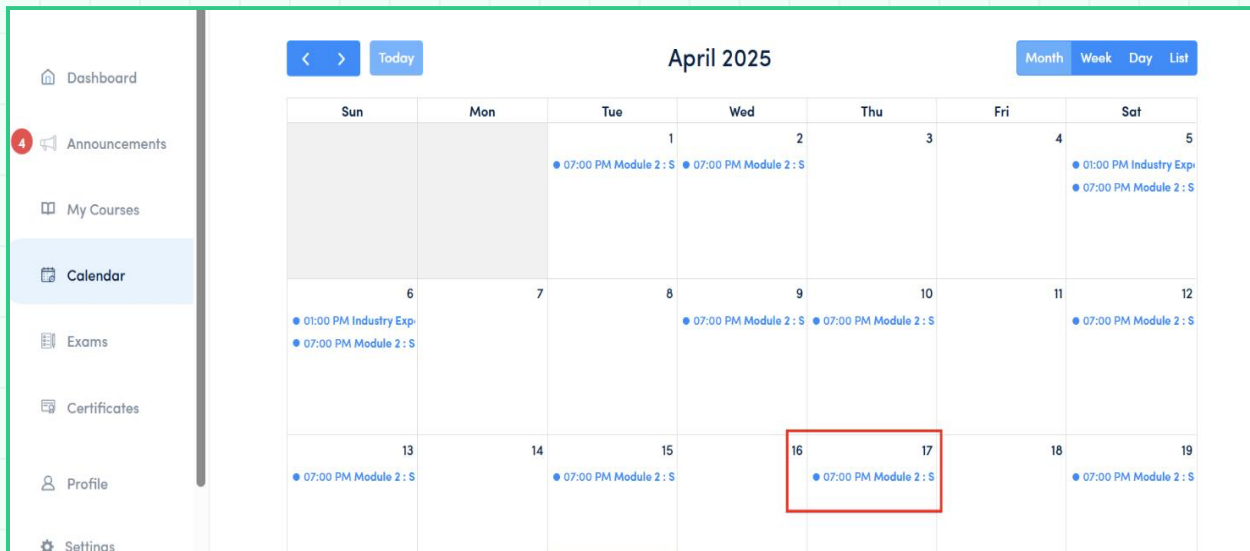 Today
April 2025
Month Week Day List
Dashboard
4 Announcements
My Courses
Calendar
Exams
Certificates
Profile
Settings
Sun Mon Tue Wed Thu Fri Sat
1 2 3 4 5
07:00 PM Module 2 : S 07:00 PM Module 2 : S 01:00 PM Industry Exp
07:00 PM Module 2 : S
6 7 8 9 10 11 12
01:00 PM Industry Exp 07:00 PM Module 2 : S 07:00 PM Module 2 : S 07:00 PM Module 2 : S
07:00 PM Module 2 : S
13 14 15 16 17 18 19
07:00 PM Module 2 : S 07:00 PM Module 2 : S 07:00 PM Module 2 : S 07:00 PM Module 2 : S